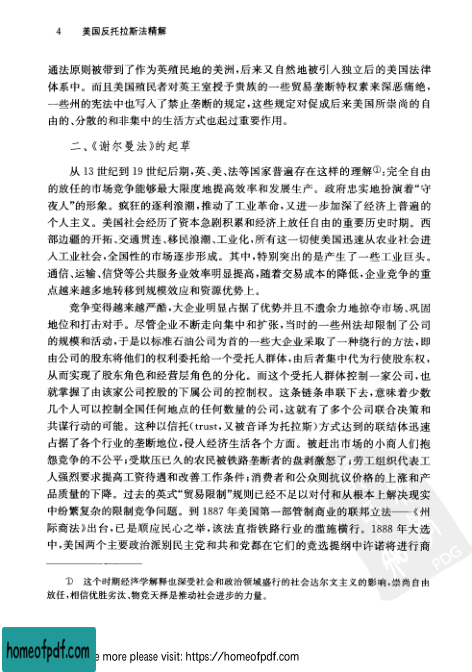 4 美国反托拉斯法精解
通法原则被带到了作为英殖民地的美洲,后来又自然地被引入独立后的美国法律
体系中。而且美国殖民者对英王室授予贵族的一些贸易垄断特权素来深恶痛绝,
一些州的宪法中也写入了禁止垄断的规定,这些规定对促成后来美国所崇尚的自
由的、分散的和非集中的生活方式也起过重要作用。
二、《谢尔曼法》的起草
从 13 世纪到 19 世纪后期,英、美、法等国家普遍存在这样的理解①:完全自由
的放任的市场竞争能够最大限度地提高效率和发展生产。政府忠实地扮演着“守
夜人”的形象。疯狂的逐利浪潮,推动了工业革命,又进一步加深了经济上普遍的
个人主义。美国社会经历了资本急剧积累和经济上放任自由的重要历史时期。西
部边疆的开拓、交通贯连、移民浪潮、工业化,所有这一切使美国迅速从农业社会进
入工业社会,全国性的市场逐步形成。其中,特别突出的是产生了一些工业巨头。
通信、运输、信贷等公共服务业效率明显提高,随着交易成本的降低,企业竞争的重
点越来越多地转移到规模效应和资源优势上。
竞争变得越来越严酷,大企业明显占据了优势并且不遗余力地掠夺市场、巩固
地位和打击对手。尽管企业不断走向集中和扩张,当时的一些州法却限制了公司
的规模和活动,于是以标准石油公司为首的一些大企业采取了一种绕行的方法,即
由公司的股东将他们的权利委托给一个受托人群体,由后者集中代为行使股东权,
从而实现了股东角色和经营层角色的分化。而这个受托人群体控制一家公司,也
就掌握了由该家公司控股的下属公司的控制权。这条链条串联下去,意味着少数
几个人可以控制全国任何地点的任何数量的公司,这就有了多个公司联合决策和
共谋行动的可能。这种以信托(trust,又被音译为托拉斯)方式达到的联结体迅速
占据了各个行业的垄断地位,侵入经济生活各个方面。被赶出市场的小商人们抱
怨竞争的不公平;受欺压已久的农民被铁路垄断者的盘剥激怒了;劳工组织代表工
人强烈要求提高工资待遇和改善工作条件;消费者和公众则抗议价格的上涨和产
品质量的下降。过去的英式“贸易限制”规则已经不足以对付和从根本上解决现实
中纷繁复杂的限制竞争问题。到 1887 年美国第一部管制商业的联邦立法——《州
际商法》出台,已是顺应民心之举,该法直指铁路行业的滥施横行。1888 年大选
中,美国两个主要政治派别民主党和共和党都在它们的竞选提纲中许诺将进行商
① 这个时期经济学解释也深受社会和政治领域盛行的社会达尔文主义的影响,崇尚自由
放任,相信优胜劣汰、物竞天择是推动社会进步的力量。
PDG
homeofpdf.com
e more please visit: https://homeofpdf.com